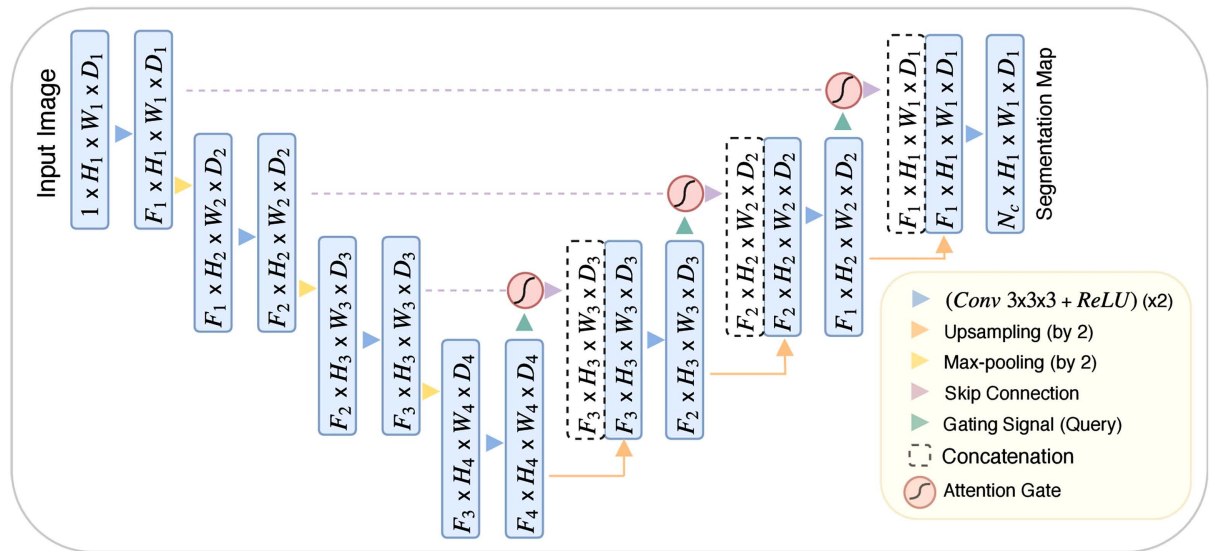 Input Image
1 x H₁ x W₁ x D₁
F₁ x H₁ x W₁ x D₁
F₁ x H₂ x W₂ x D₂
F₂ x H₂ x W₂ x D₂
F₂ x H₃ x W₃ x D₃
F₃ x H₃ x W₃ x D₃
F₃ x H₄ x W₄ x D₄
F₄ x H₄ x W₄ x D₄
F₃ x H₃ x W₃ x D₃
F₃ x H₃ x W₃ x D₃
F₂ x H₃ x W₃ x D₃
F₂ x H₂ x W₂ x D₂
F₂ x H₂ x W₂ x D₂
F₁ x H₂ x W₂ x D₂
F₁ x H₁ x W₁ x D₁
F₁ x H₁ x W₁ x D₁
N_c x H₁ x W₁ x D₁
Segmentation Map
(Conv 3x3x3 + ReLU) (x2)
Upsampling (by 2)
Max-pooling (by 2)
Skip Connection
Gating Signal (Query)
Concatenation
Attention Gate